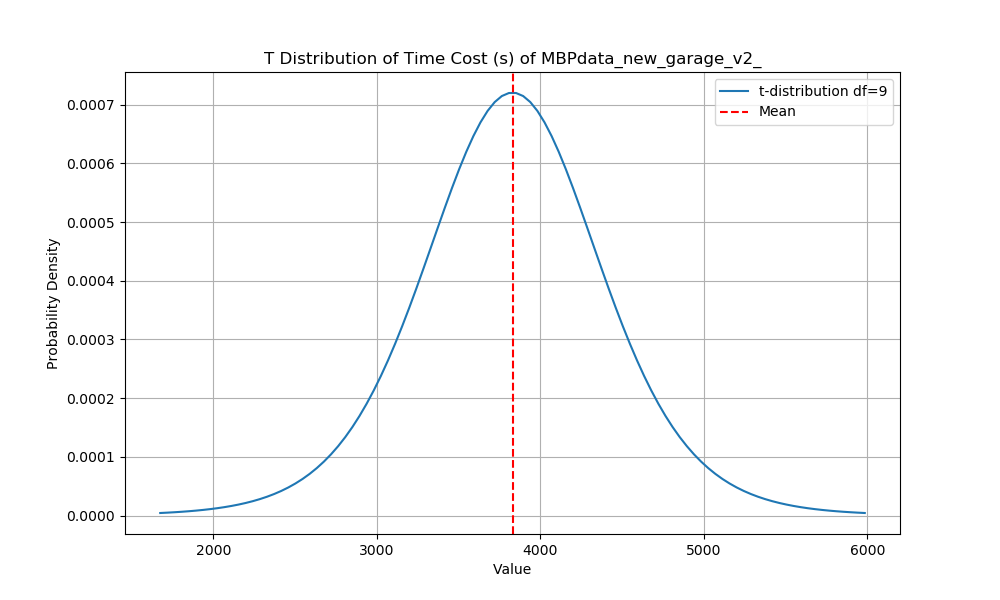 T Distribution of Time Cost (s) of MBPdata_new_garage_v2_
t-distribution df=9
Mean
0.0007
0.0006
0.0005
0.0004
0.0003
0.0002
0.0001
0.0000
Probability Density
2000 3000 4000 5000 6000
Value